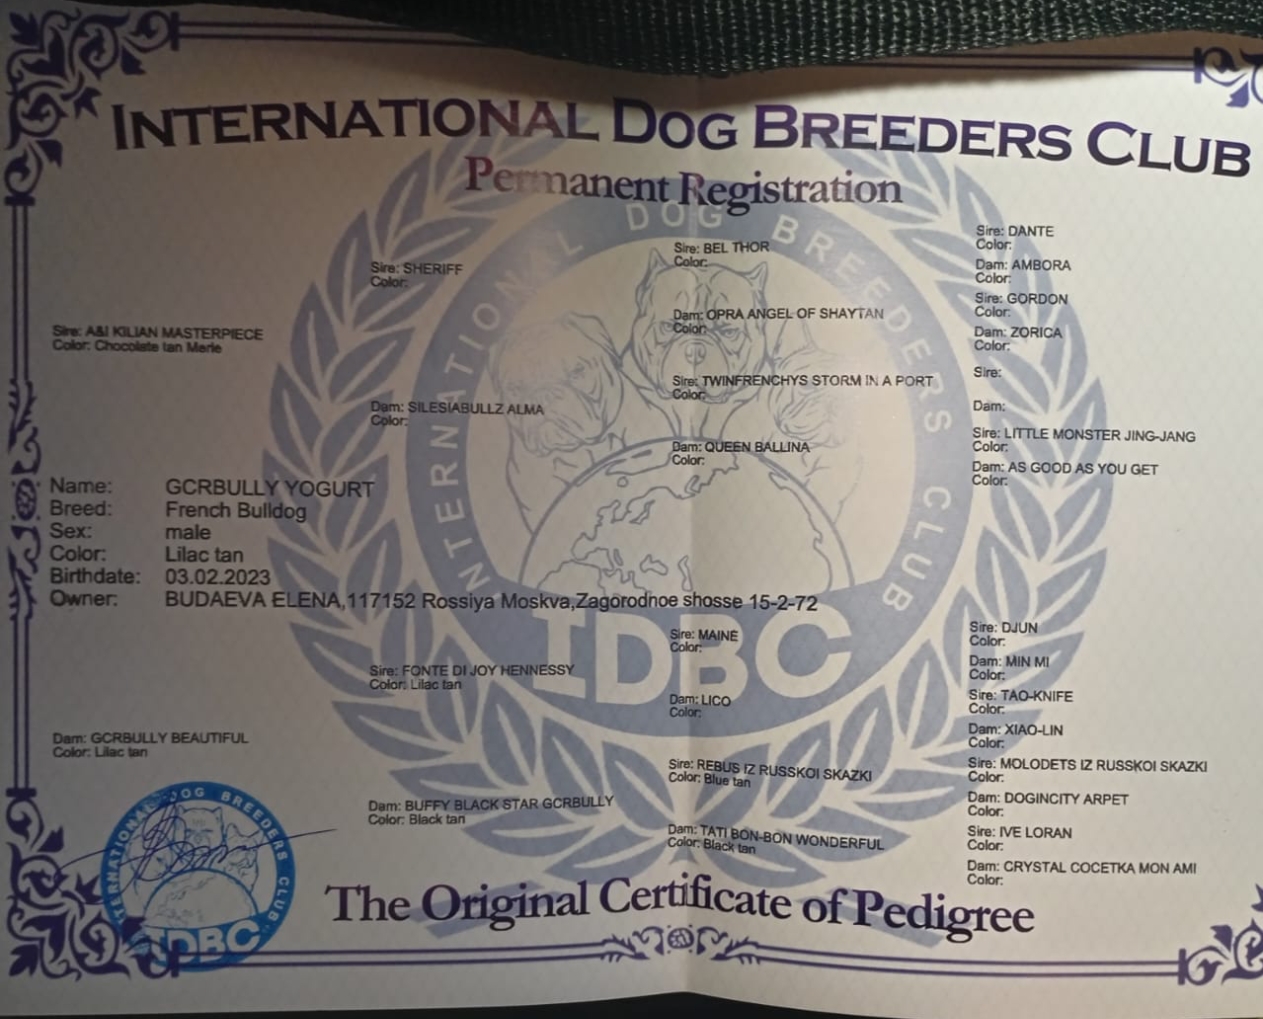 INTERNATIONAL DOG BREEDERS CLUB
Permanent Registration
INTERNATIONAL DOG BREEDERS CLUB
IDBC
Sire: A&I KILIAN MASTERPIECE
Color: Chocolate tan Merle
Sire: SHERIFF
Color:
Dam: SILESIABULLZ ALMA
Color:
Sire: BEL THOR
Color:
Dam: OPRA ANGEL OF SHAYTAN
Color:
Sire: TWINFRENCHYS STORM IN A PORT
Color:
Dam: QUEEN BALLINA
Color:
Sire: DANTE
Color:
Dam: AMBORA
Color:
Sire: GORDON
Color:
Dam: ZORICA
Color:
Sire:
Dam:
Sire: LITTLE MONSTER JING-JANG
Color:
Dam: AS GOOD AS YOU GET
Color:
Name: GCRBULLY YOGURT
Breed: French Bulldog
Sex: male
Color: Lilac tan
Birthdate: 03.02.2023
Owner: BUDAEVA ELENA,117152 Rossiya Moskva,Zagorodnoe shosse 15-2-72
Dam: GCRBULLY BEAUTIFUL
Color: Lilac tan
Sire: FONTE DI JOY HENNESSY
Color: Lilac tan
Dam: BUFFY BLACK STAR GCRBULLY
Color: Black tan
Sire: MAINE
Color:
Dam: LICO
Color:
Sire: REBUS IZ RUSSKOI SKAZKI
Color: Blue tan
Dam: TATI BON-BON WONDERFUL
Color: Black tan
Sire: DJUN
Color:
Dam: MIN MI
Color:
Sire: TAO-KNIFE
Color:
Dam: XIAO-LIN
Color:
Sire: MOLODETS IZ RUSSKOI SKAZKI
Color:
Dam: DOGINCITY ARPET
Color:
Sire: IVE LORAN
Color:
Dam: CRYSTAL COCETKA MON AMI
Color:
INTERNATIONAL DOG BREEDERS CLUB
IDBC
The Original Certificate of Pedigree